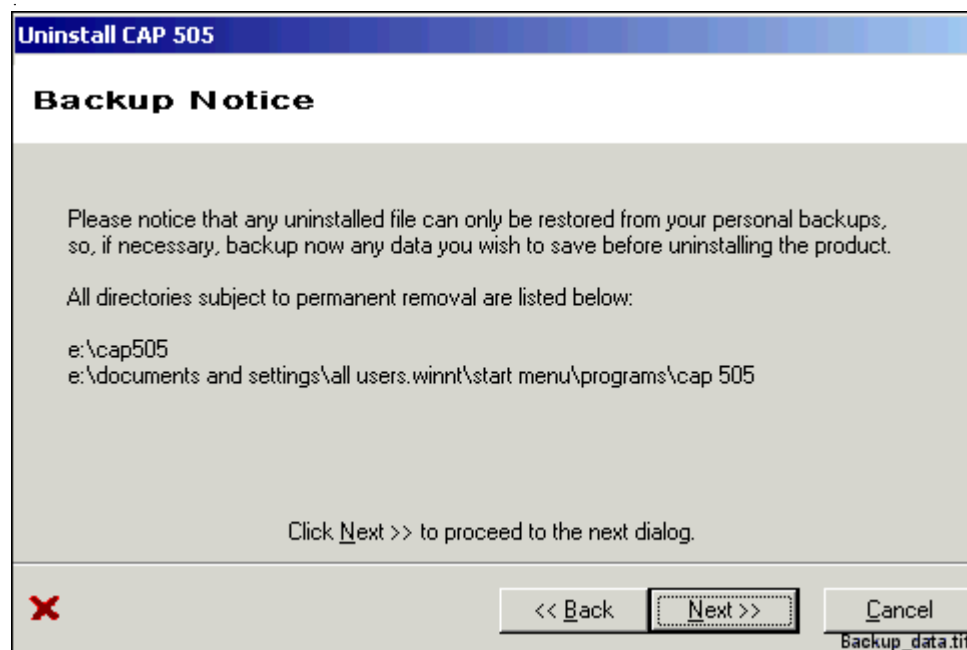 Uninstall CAP 505
Backup Notice
Please notice that any uninstalled file can only be restored from your personal backups,
so, if necessary, backup now any data you wish to save before uninstalling the product.
All directories subject to permanent removal are listed below:
e:\cap505
e:\documents and settings\all users.winnt\start menu\programs\cap 505
Click Next >> to proceed to the next dialog.
<< Back Next >> Cancel
Backup_data.tif